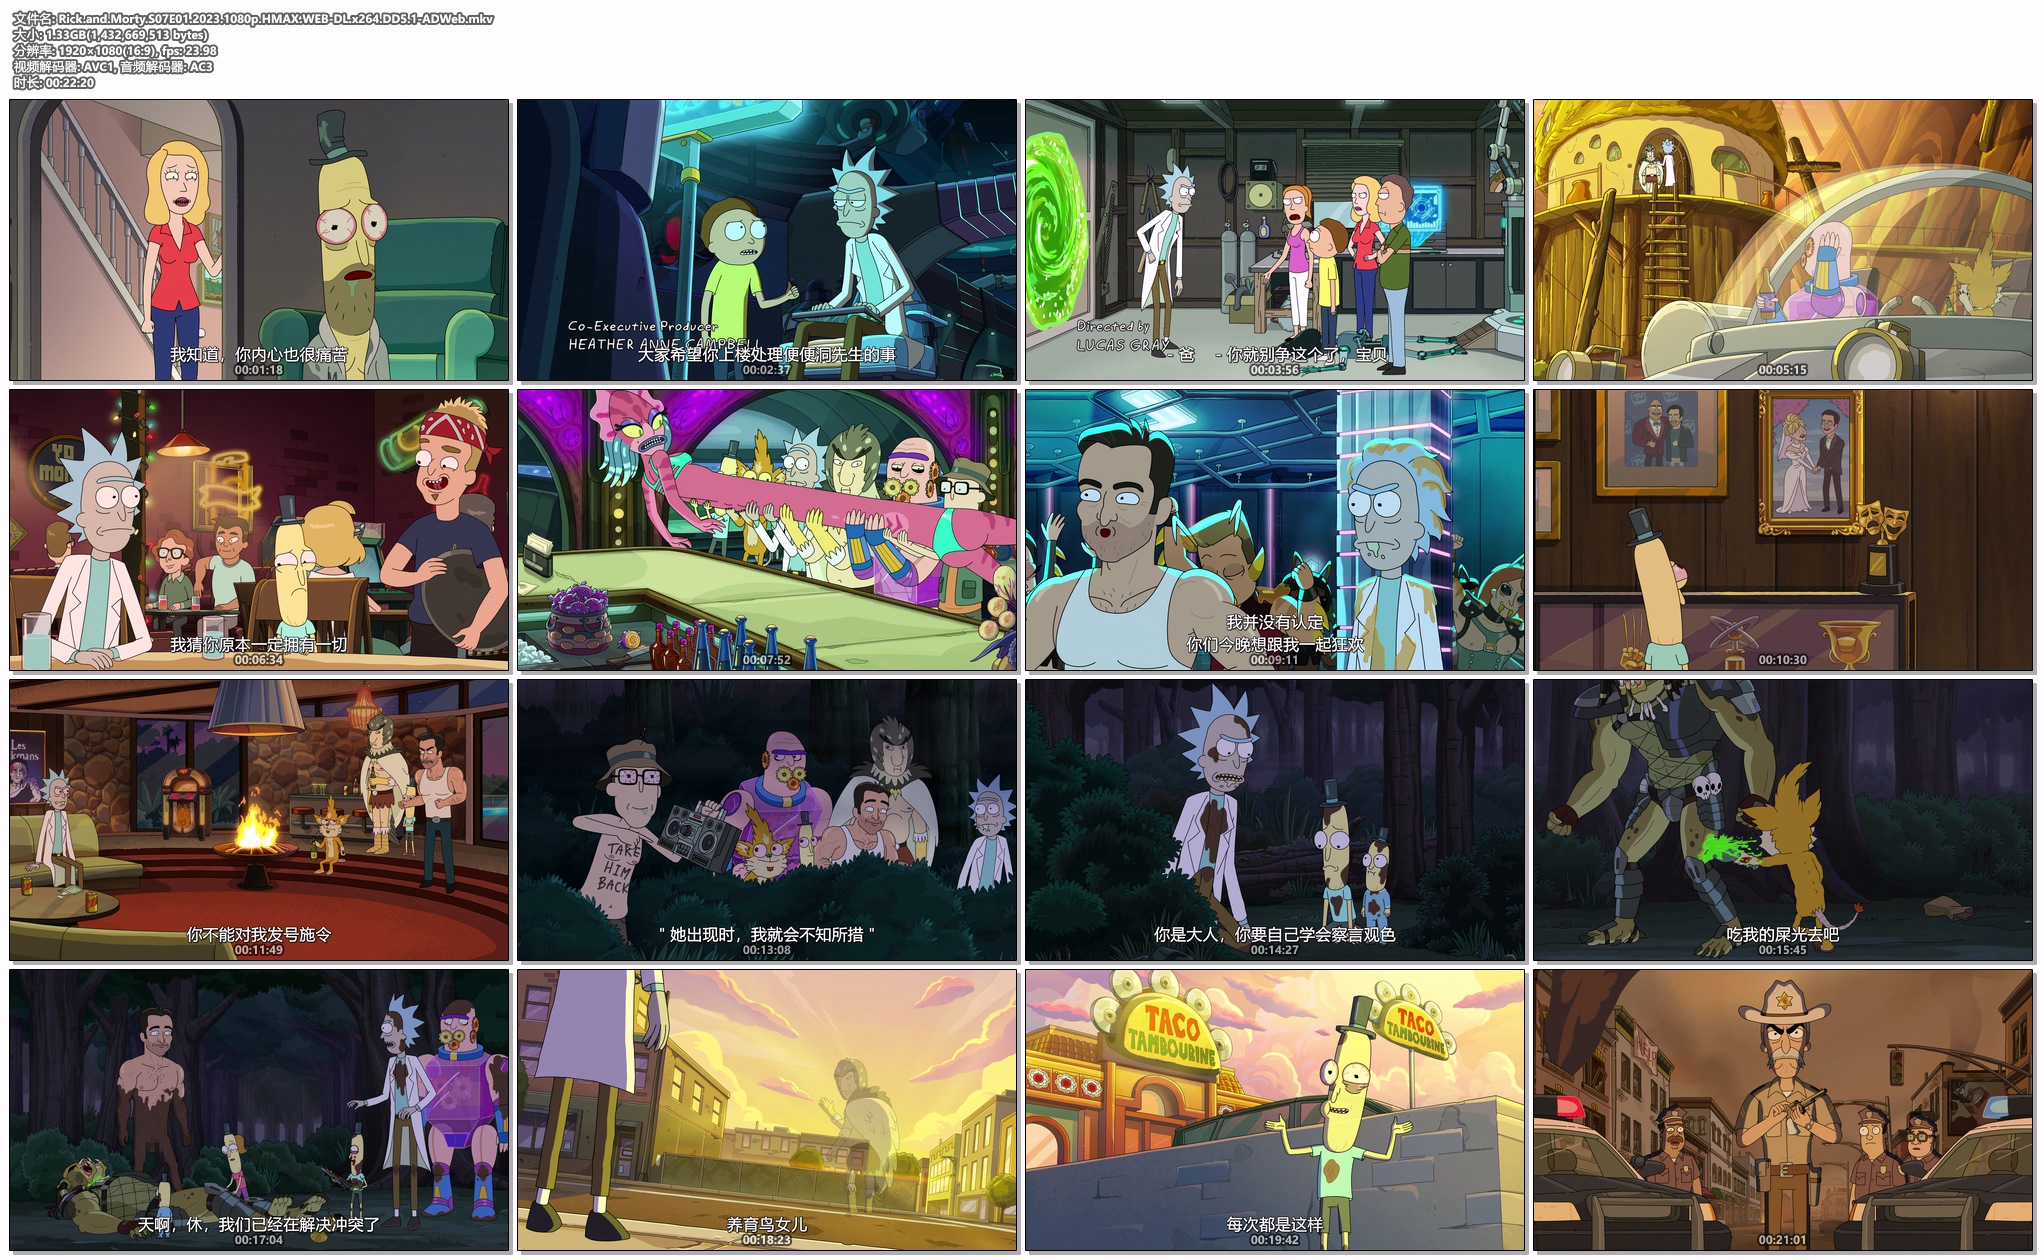 文件名: Rick.and.Morty.S07E01.2023.1080p.HMAX.WEB-DL.x264.DD5.1-ADWeb.mkv
大小: 1.33GB(1,432,669,513 bytes)
分辨率: 1920×1080(16:9), fps: 23.98
视频解码器: AVC1, 音频解码器: AC3
时长: 00:22:20
我知道，你内心也很痛苦
00:01:18
Co-Executive Producer
HEATHER ANNE CAMPBELL
大家希望你上楼处理便便洞先生的事
00:02:37
Directed by
LUCAS GRAY
- 爸 - 你就别争这个了，宝贝
00:03:56
00:05:15
YO
我猜你原本一定拥有一切
00:06:34
00:07:52
我并没有认定
你们今晚想跟我一起狂欢
00:09:11
00:10:30
Les
kmans
你不能对我发号施令
00:11:49
TAKE
HIM
BACK
" 她出现时，我就会不知所措 "
00:13:08
你是大人，你要自己学会察言观色
00:14:27
吃我的屎光去吧
00:15:45
天啊，休，我们已经在解决冲突了
00:17:04
养育鸟女儿
00:18:23
TACO
TAMBOURINE
TACO
TAMBOURINE
每次都是这样
00:19:42
00:21:01